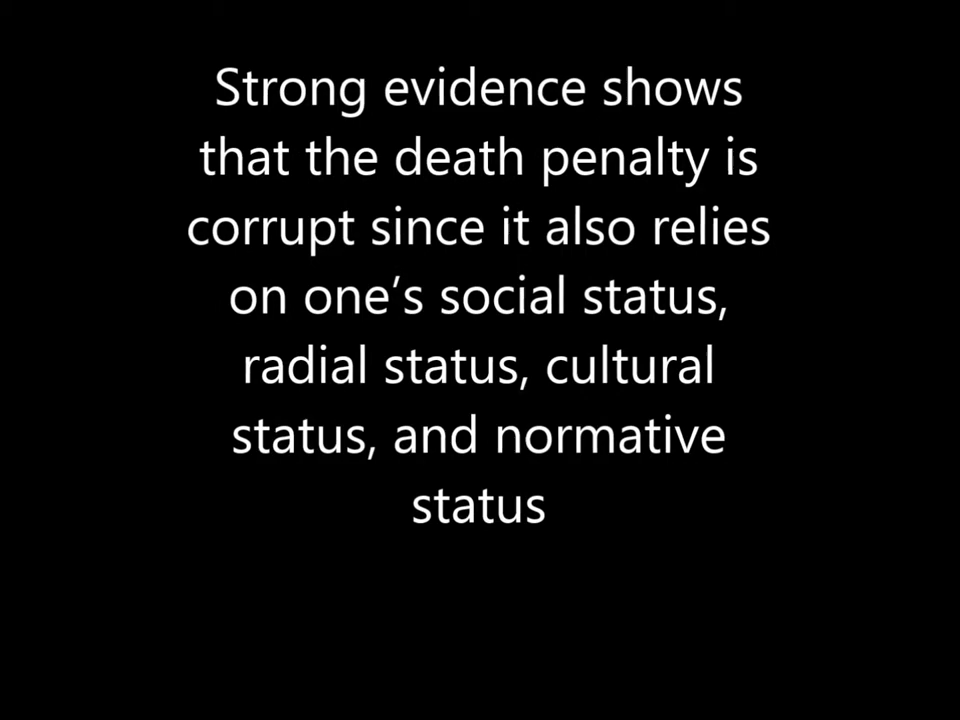 Strong evidence shows
that the death penalty is
corrupt since it also relies
on one’s social status,
radial status, cultural
status, and normative
status